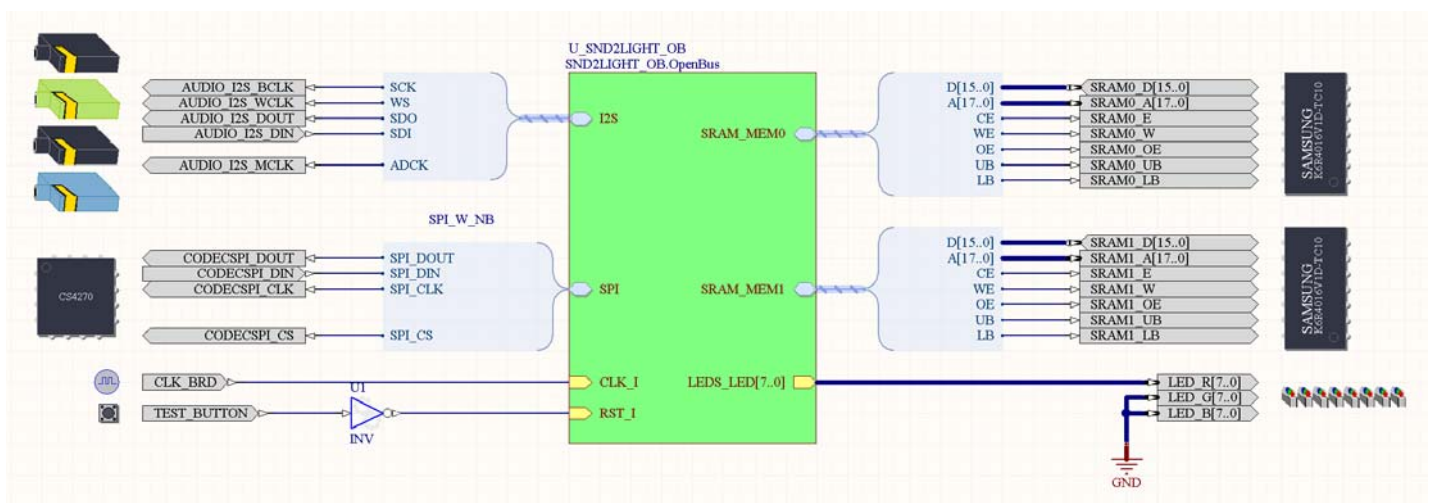 U_SND2LIGHT_OB
SND2LIGHT_OB.OpenBus
AUDIO_I2S_BCLK SCK
AUDIO_I2S_WCLK WS
AUDIO_I2S_DOUT SDO
AUDIO_I2S_DIN SDI
AUDIO_I2S_MCLK ADCK
I2S
SRAM_MEM0
D[15..0] SRAM0_D[15..0]
A[17..0] SRAM0_A[17..0]
CE SRAM0_E
WE SRAM0_W
OE SRAM0_OE
UB SRAM0_UB
LB SRAM0_LB
SAMSUNG
K6R4016V1D-TC10
SPI_W_NB
CS4270
CODECSPI_DOUT SPI_DOUT
CODECSPI_DIN SPI_DIN
CODECSPI_CLK SPI_CLK
CODECSPI_CS SPI_CS
SPI
SRAM_MEM1
D[15..0] SRAM1_D[15..0]
A[17..0] SRAM1_A[17..0]
CE SRAM1_E
WE SRAM1_W
OE SRAM1_OE
UB SRAM1_UB
LB SRAM1_LB
SAMSUNG
K6R4016V1D-TC10
CLK_BRD CLK_I LEDS_LED[7..0] LED_R[7..0]
LED_G[7..0]
U1
TEST_BUTTON RST_I LED_B[7..0]
INV
GND